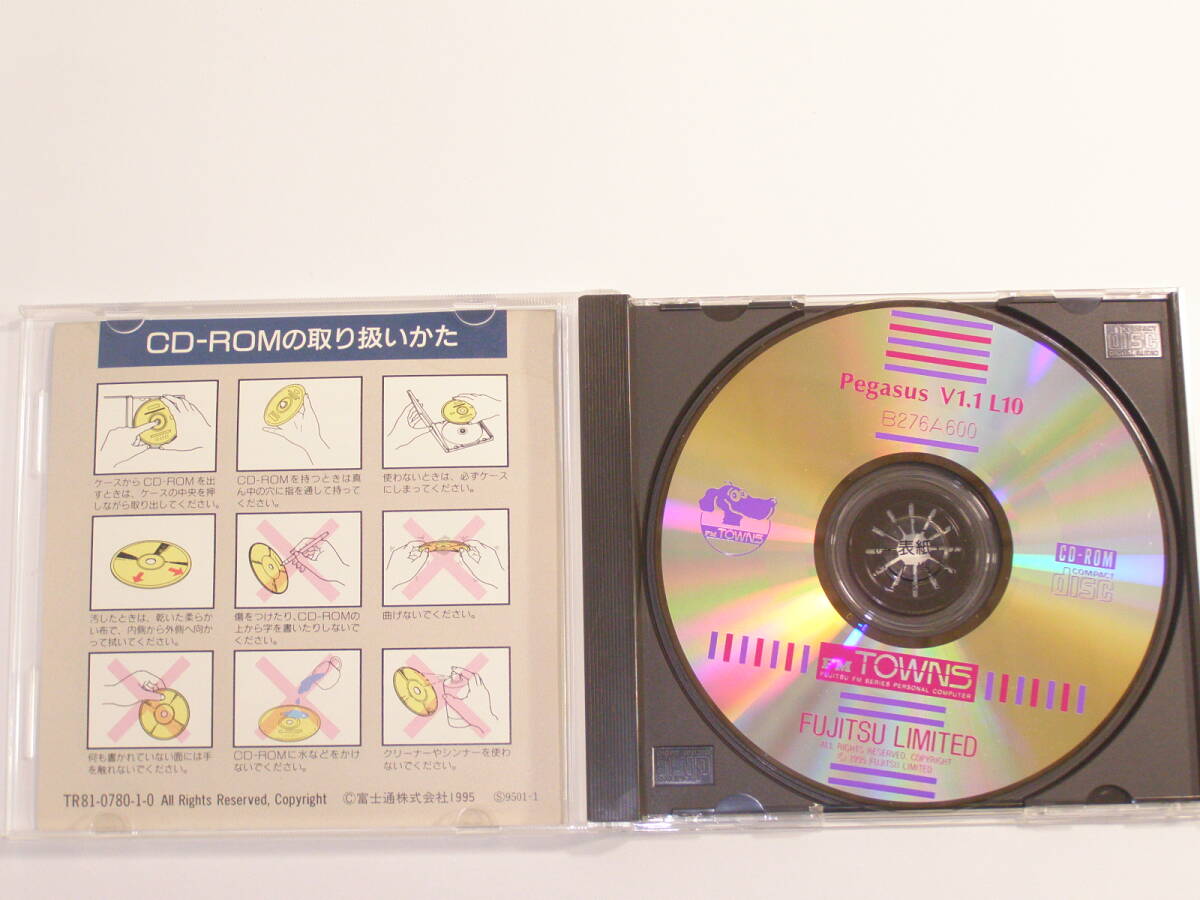 CD-ROMの取り扱いかた
ケースから CD-ROM を出
すときは、ケースの中央を押
しながら取り出してください。
CD-ROM を持つときは真
ん中の穴に指を通して持って
ください。
使わないときは、必ずケース
にしまってください。
汚したときは、乾いた柔らか
い布で、内側から外側へ向か
って拭いてください。
傷をつけたり、CD-ROMの
上から字を書いたりしないで
ください。
曲げないでください。
何も書かれていない面には手
を触れないでください。
CD-ROMに水などをかけ
ないでください。
クリーナーやシンナーを使わ
ないでください。
TR81-0780-1-0 All Rights Reserved, Copyright Ⓒ富士通株式会社1995 Ⓢ9501-1
Pegasus V1.1 L10
B276A600
FM TOWNS
表紙
CD-ROM
COMPACT
disc
FM TOWNS
FUJITSU FM SERIES PERSONAL COMPUTER
FUJITSU LIMITED
ALL RIGHTS RESERVED, COPYRIGHT
© 1995 FUJITSU LIMITED
disc